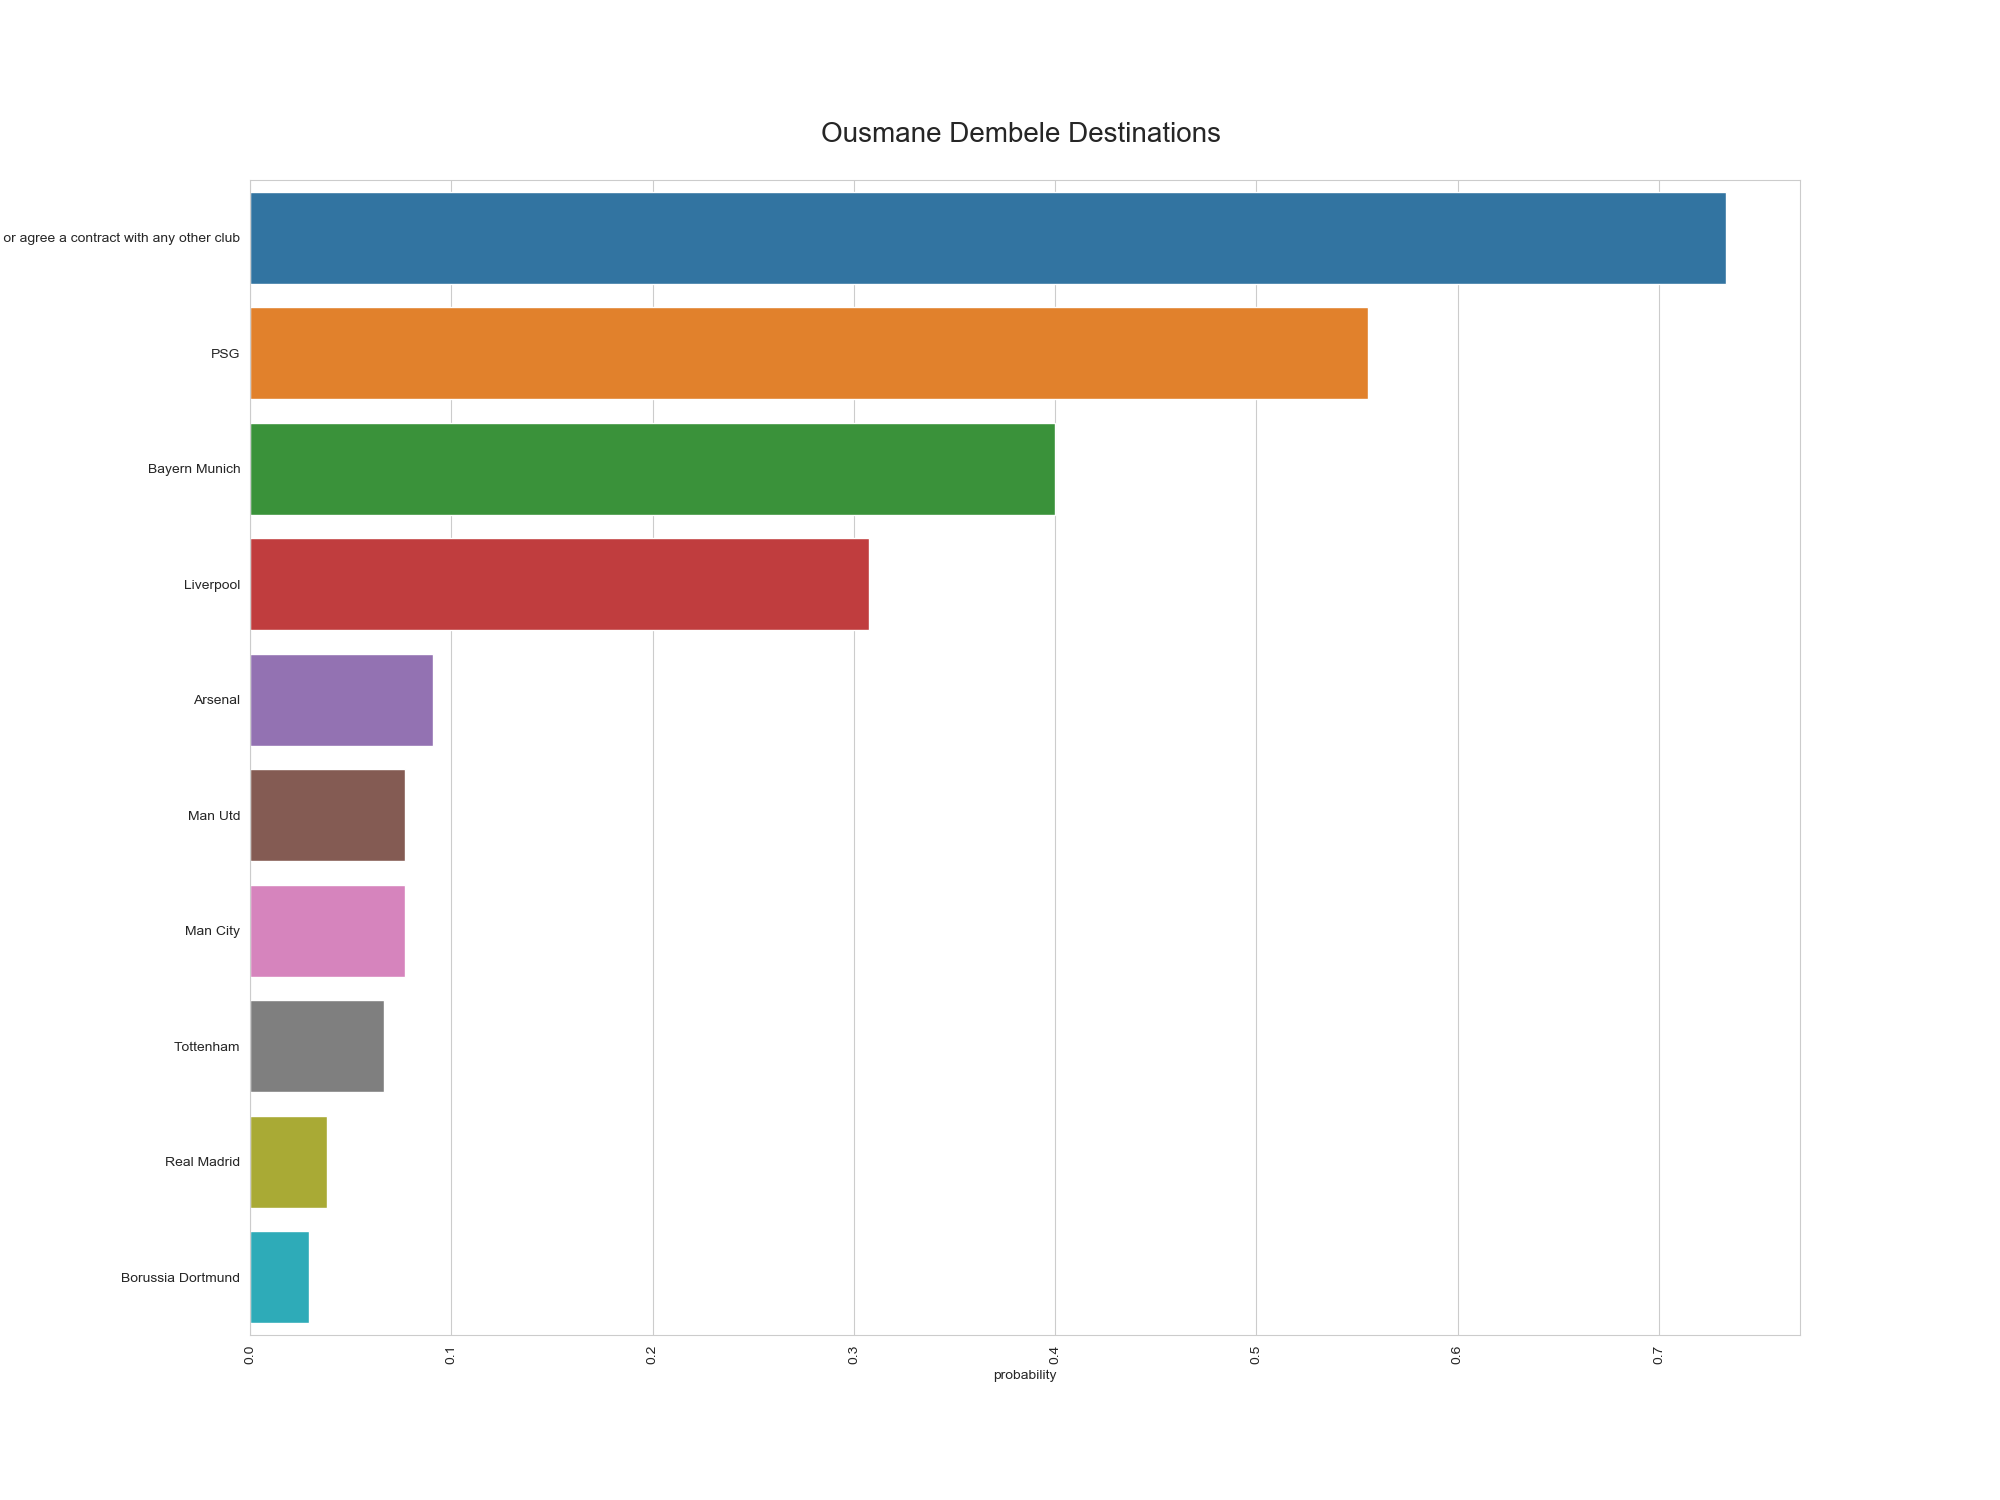 Ousmane Dembele Destinations
or agree a contract with any other club
PSG
Bayern Munich
Liverpool
Arsenal
Man Utd
Man City
Tottenham
Real Madrid
Borussia Dortmund
0.0 0.1 0.2 0.3 0.4 0.5 0.6 0.7
probability